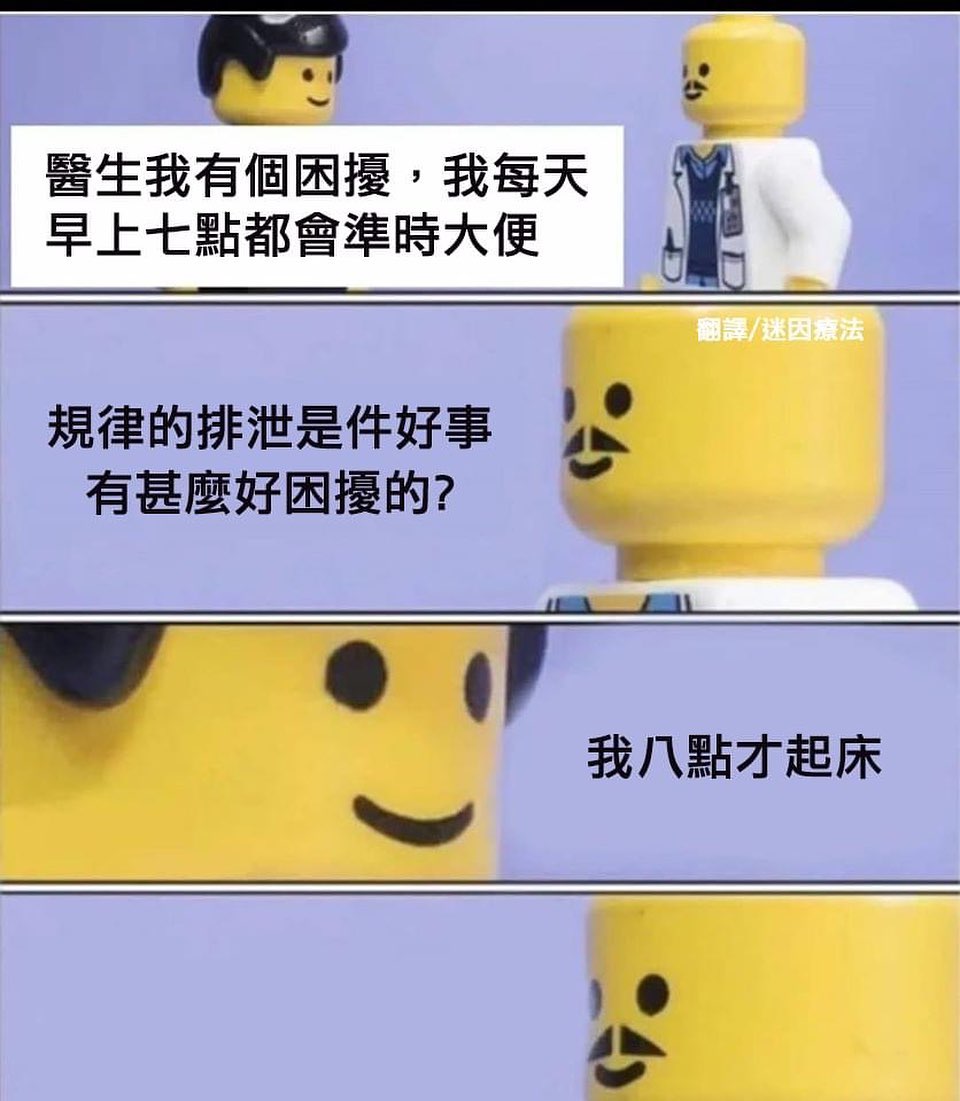 醫生我有個困擾，我每天
早上七點都會準時大便
翻譯/迷因療法
規律的排泄是件好事
有甚麼好困擾的?
我八點才起床